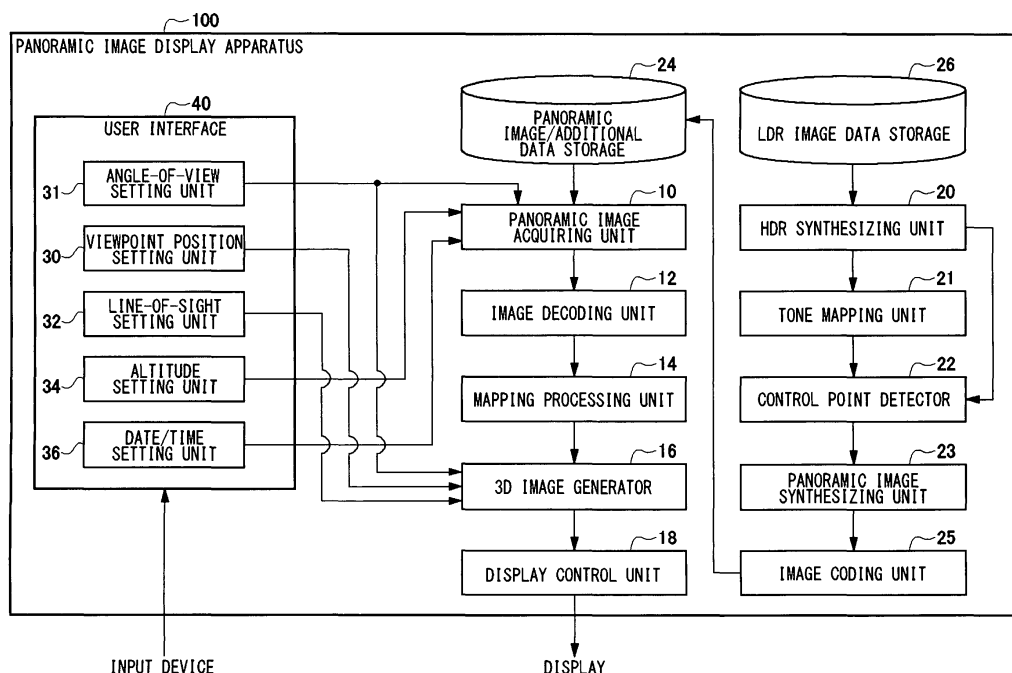 100
PANORAMIC IMAGE DISPLAY APPARATUS
40
USER INTERFACE
31
ANGLE-OF-VIEW
SETTING UNIT
30
VIEWPOINT POSITION
SETTING UNIT
32
LINE-OF-SIGHT
SETTING UNIT
34
ALTITUDE
SETTING UNIT
36
DATE/TIME
SETTING UNIT
INPUT DEVICE
24
PANORAMIC
IMAGE/ADDITIONAL
DATA STORAGE
10
PANORAMIC IMAGE
ACQUIRING UNIT
12
IMAGE DECODING UNIT
14
MAPPING PROCESSING UNIT
16
3D IMAGE GENERATOR
18
DISPLAY CONTROL UNIT
DISPLAY
26
LDR IMAGE DATA STORAGE
20
HDR SYNTHESIZING UNIT
21
TONE MAPPING UNIT
22
CONTROL POINT DETECTOR
23
PANORAMIC IMAGE
SYNTHESIZING UNIT
25
IMAGE CODING UNIT